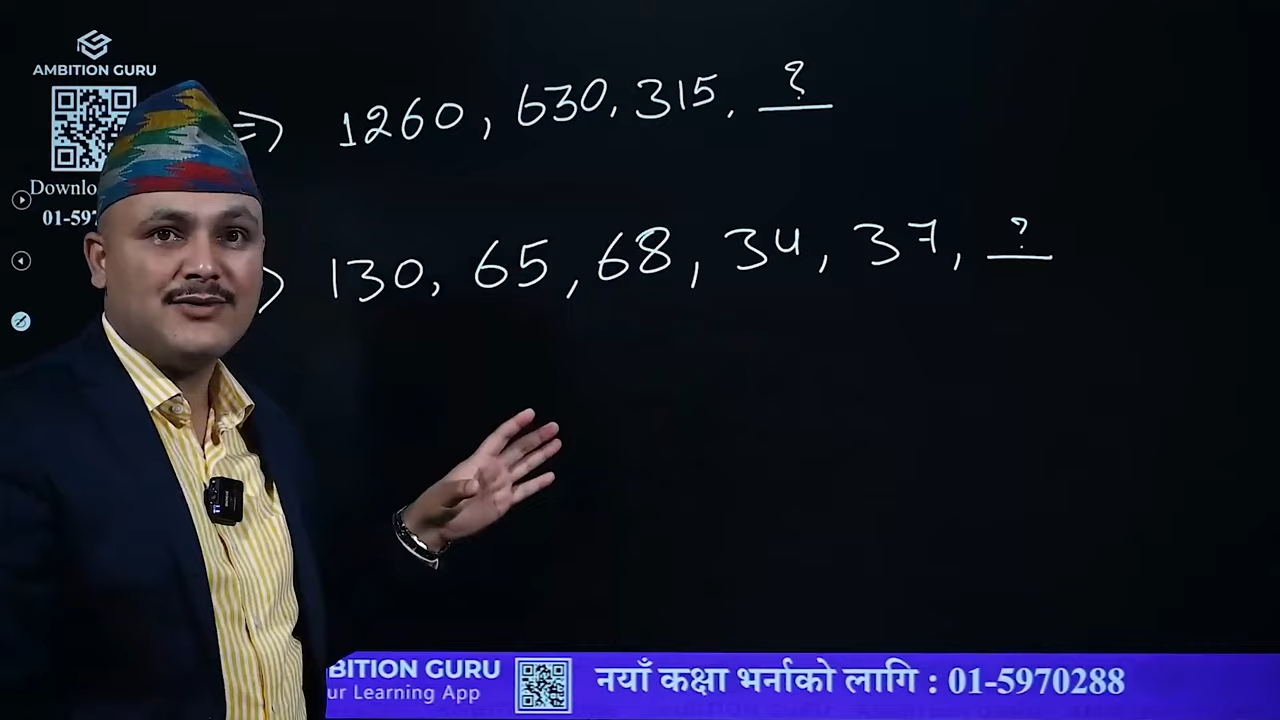 AMBITION GURU
⇒ 1260, 630, 315, ?
Downlo
01-597
130, 65, 68, 34, 37, ?
BITION GURU
ur Learning App
नयाँ कक्षा भर्नाको लागि : 01-5970288